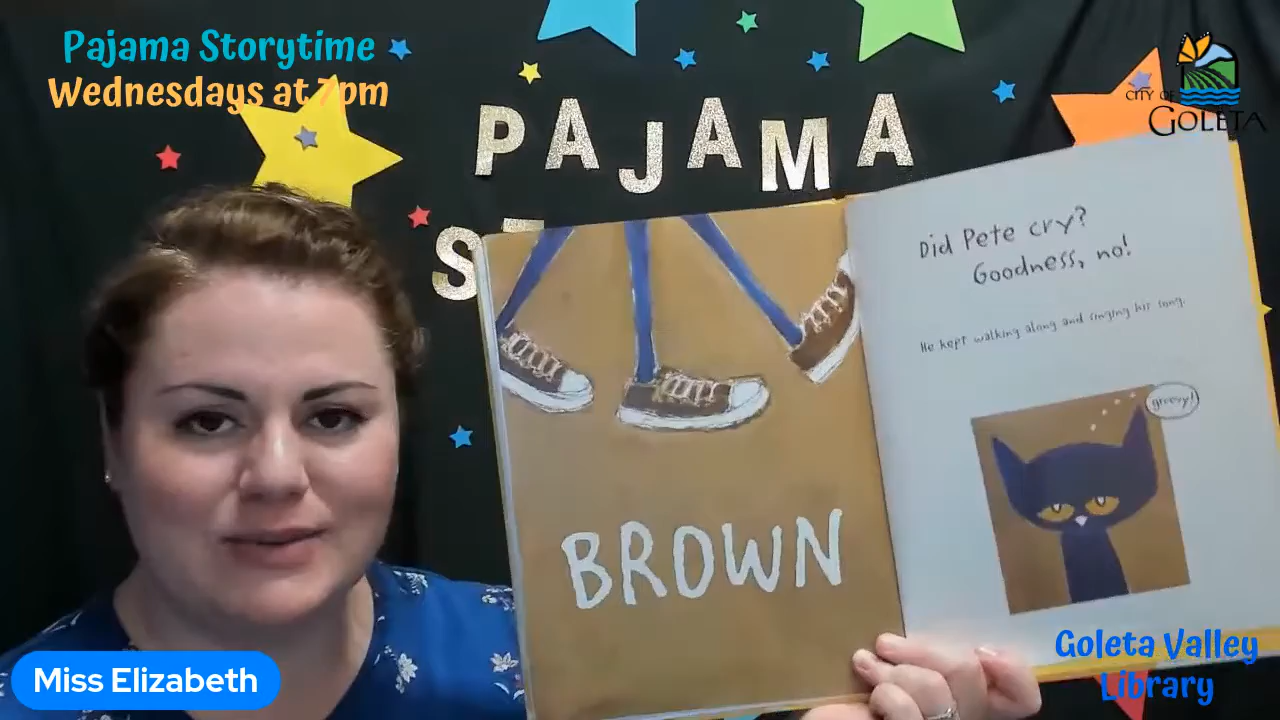 Pajama Storytime
Wednesdays at 7pm
CITY OF
GOLETA
PAJAMA
S
Did Pete cry?
Goodness, no!
He kept walking along and singing his song.
groovy!
BROWN
Miss Elizabeth
Goleta Valley
Library